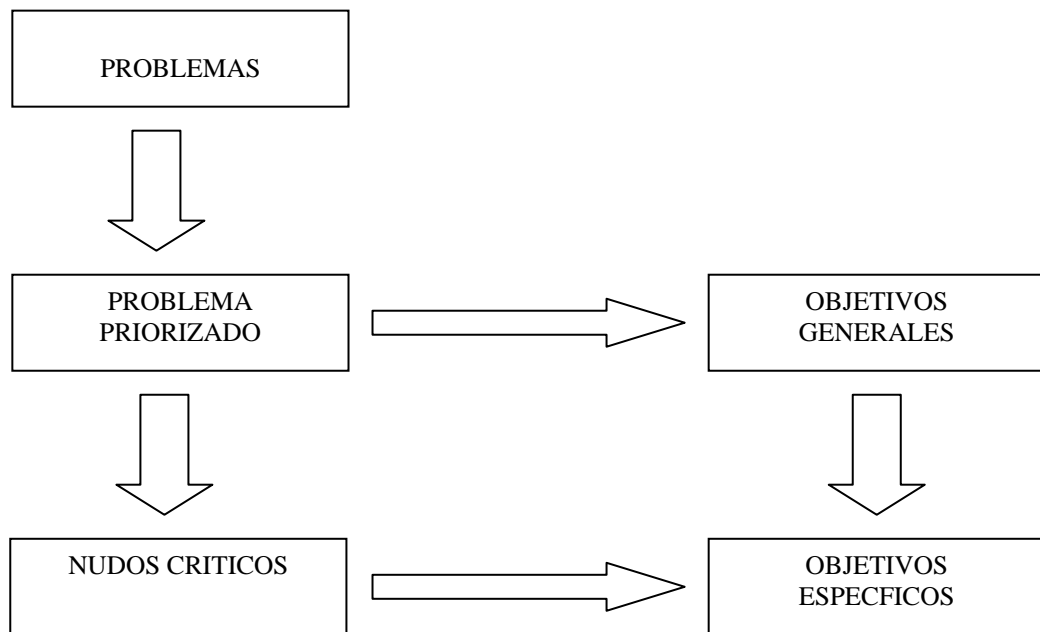 PROBLEMAS
PROBLEMA
PRIORIZADO
OBJETIVOS
GENERALES
NUDOS CRITICOS
OBJETIVOS
ESPECFICOS